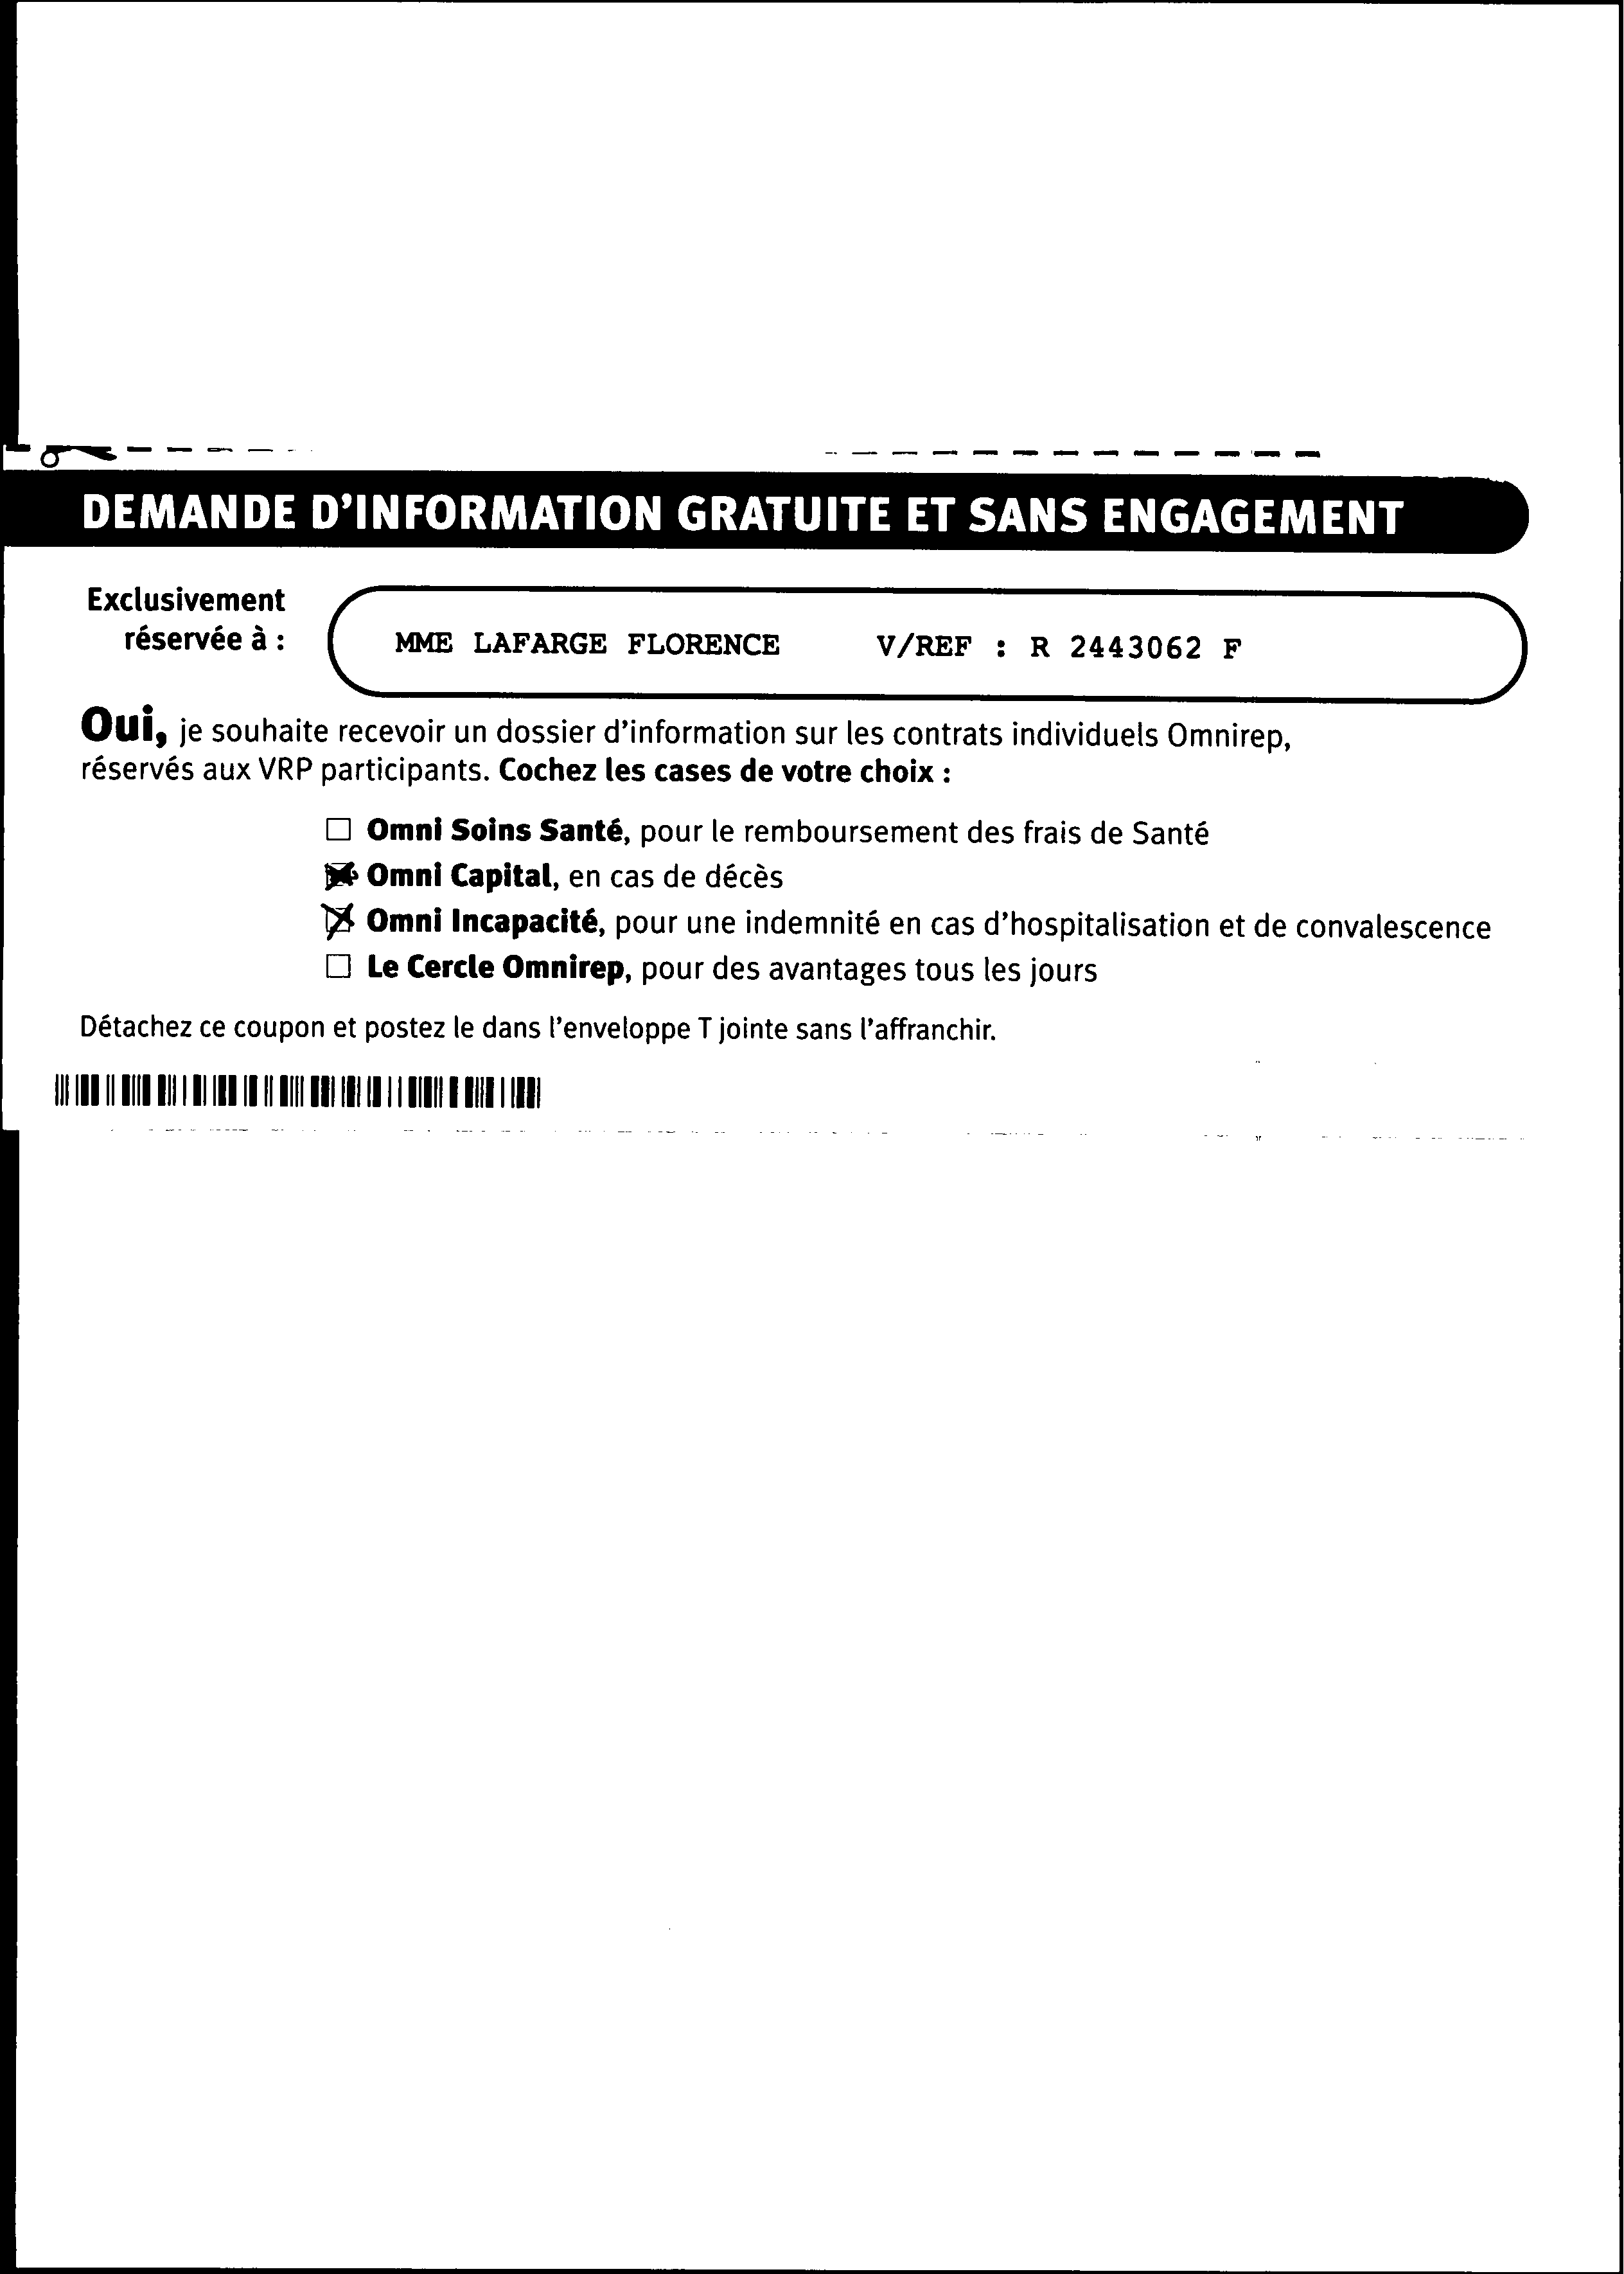 DEMANDE D'INFORMATION GRATUITE ET SANS ENGAGEMENT
Exclusivement
réservée à :
MME LAFARGE FLORENCE V/REF : R 2443062 F
Oui, je souhaite recevoir un dossier d'information sur les contrats individuels Omnirep,
réservés aux VRP participants. Cochez les cases de votre choix :
Omni Soins Santé, pour le remboursement des frais de Santé
Omni Capital, en cas de décès
Omni Incapacité, pour une indemnité en cas d'hospitalisation et de convalescence
Le Cercle Omnirep, pour des avantages tous les jours
Détachez ce coupon et postez le dans l'enveloppe T jointe sans l'affranchir.